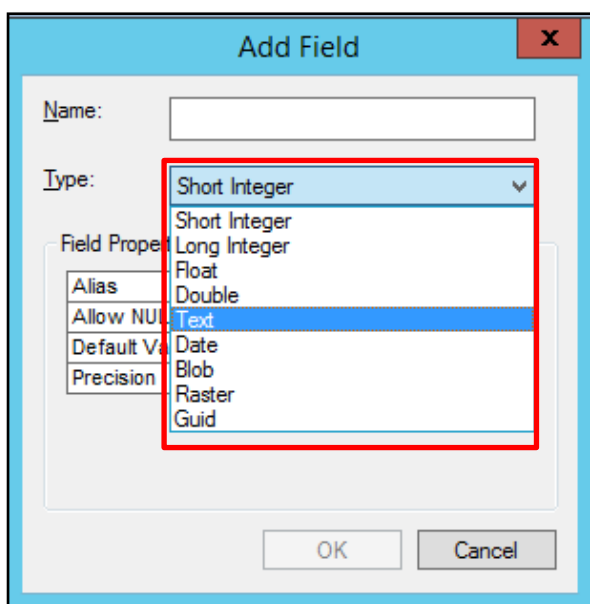 Add Field
x
Name:
Type:
Short Integer
Short Integer
Long Integer
Float
Double
Text
Date
Blob
Raster
Guid
Field Propert
Alias
Allow NUL
Default Va
Precision
OK
Cancel